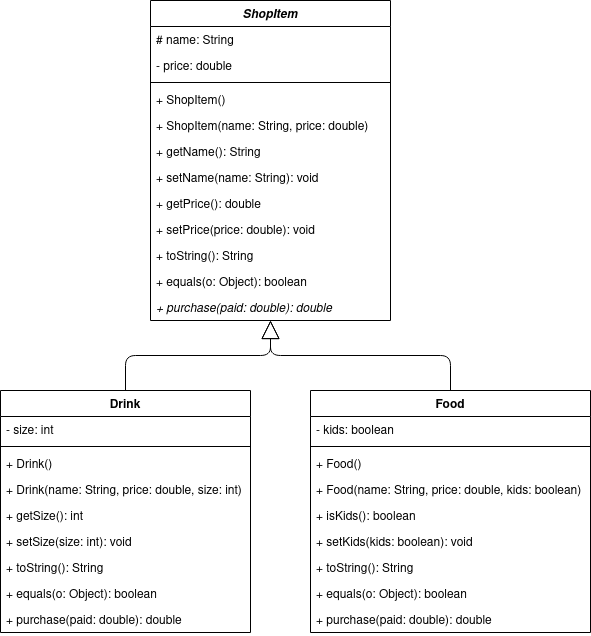 ShopItem
# name: String
- price: double
+ ShopItem()
+ ShopItem(name: String, price: double)
+ getName(): String
+ setName(name: String): void
+ getPrice(): double
+ setPrice(price: double): void
+ toString(): String
+ equals(o: Object): boolean
+ purchase(paid: double): double
Drink
- size: int
+ Drink()
+ Drink(name: String, price: double, size: int)
+ getSize(): int
+ setSize(size: int): void
+ toString(): String
+ equals(o: Object): boolean
+ purchase(paid: double): double
Food
- kids: boolean
+ Food()
+ Food(name: String, price: double, kids: boolean)
+ isKids(): boolean
+ setKids(kids: boolean): void
+ toString(): String
+ equals(o: Object): boolean
+ purchase(paid: double): double